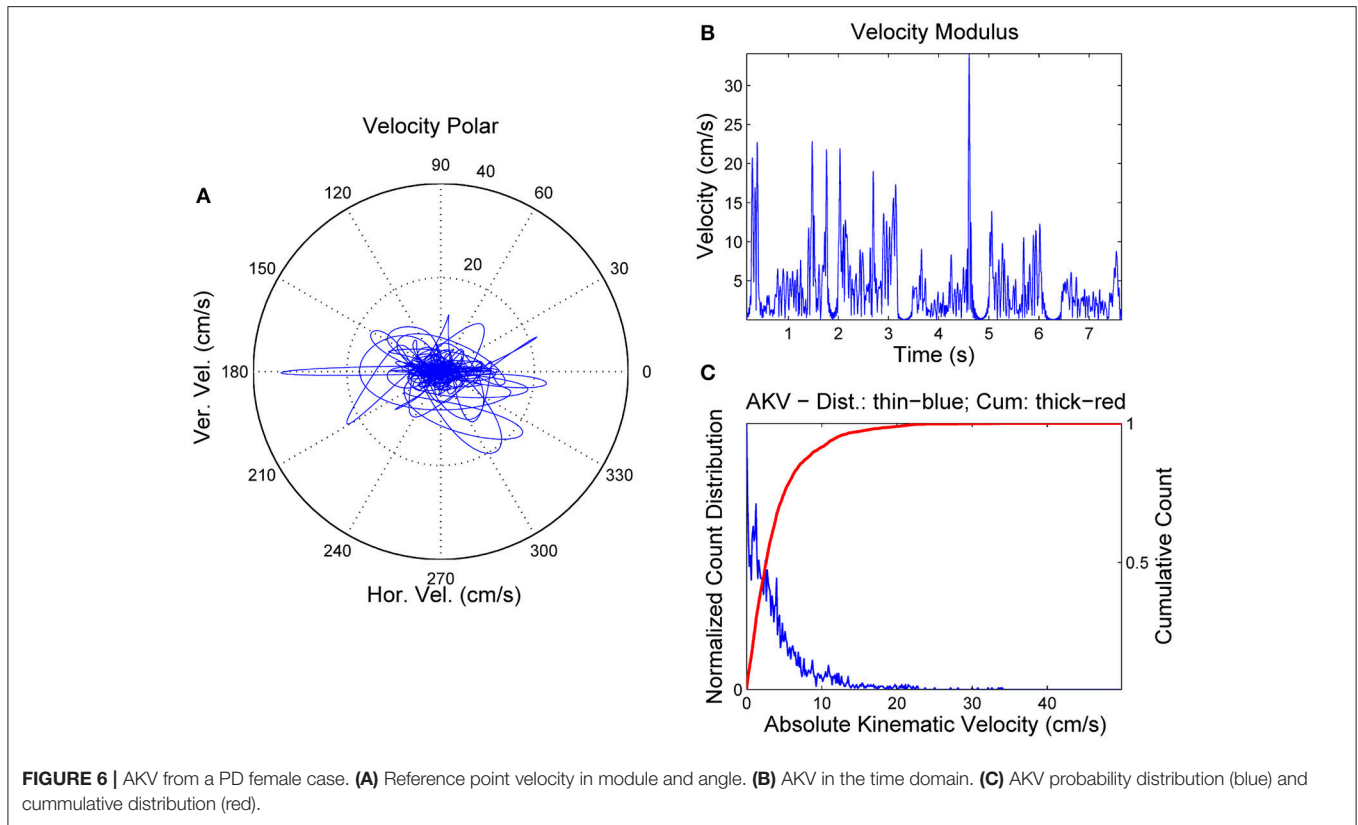 A
Velocity Polar
90
40
60
120
20
30
150
0
180
330
210
300
240
270
Ver. Vel. (cm/s)
Hor. Vel. (cm/s)
B
Velocity Modulus
30
25
20
15
10
5
Velocity (cm/s)
1 2 3 4 5 6 7
Time (s)
C
AKV − Dist.: thin−blue; Cum: thick−red
Normalized Count Distribution
0
1
0.5
Cumulative Count
0 10 20 30 40
Absolute Kinematic Velocity (cm/s)
FIGURE 6 | AKV from a PD female case. (A) Reference point velocity in module and angle. (B) AKV in the time domain. (C) AKV probability distribution (blue) and
cummulative distribution (red).